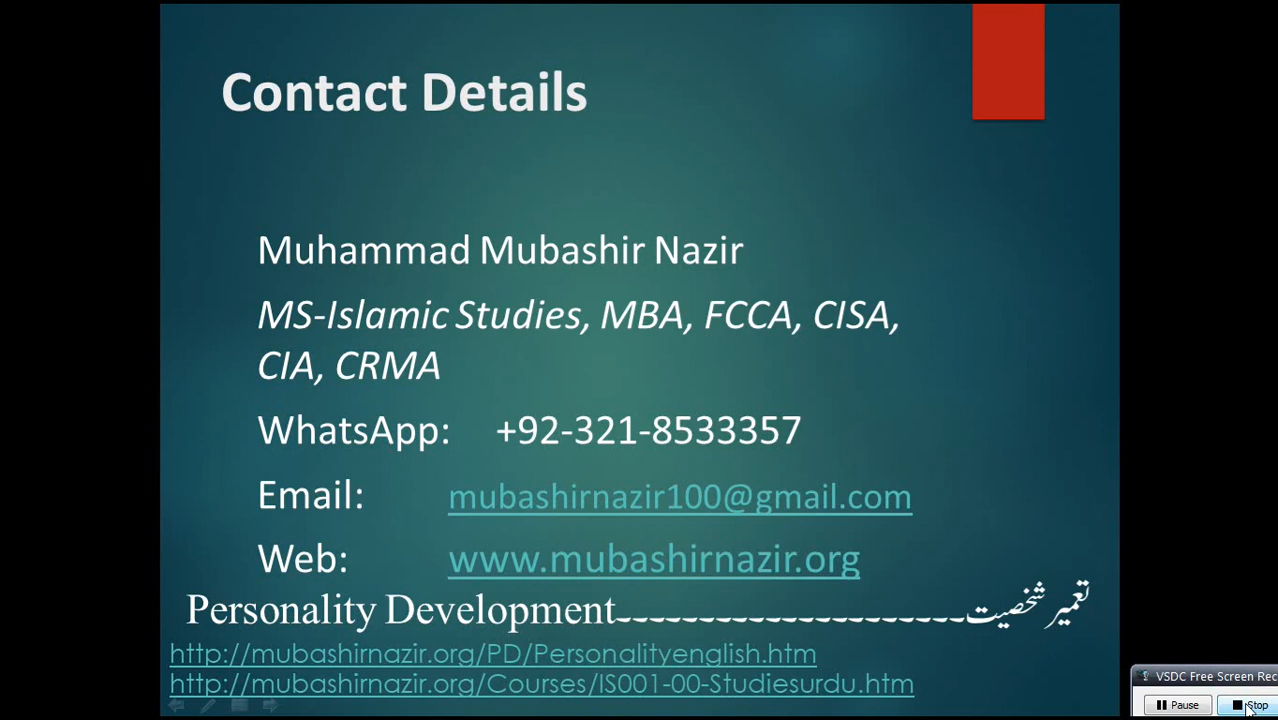 Contact Details
Muhammad Mubashir Nazir
MS-Islamic Studies, MBA, FCCA, CISA,
CIA, CRMA
WhatsApp: +92-321-8533357
Email: mubashirnazir100@gmail.com
Web: www.mubashirnazir.org
Personality Development---------------------تعمیر شخصیت
http://mubashirnazir.org/PD/Personalityenglish.htm
http://mubashirnazir.org/Courses/IS001-00-Studiesurdu.htm
VSDC Free Screen Rec
Pause Stop